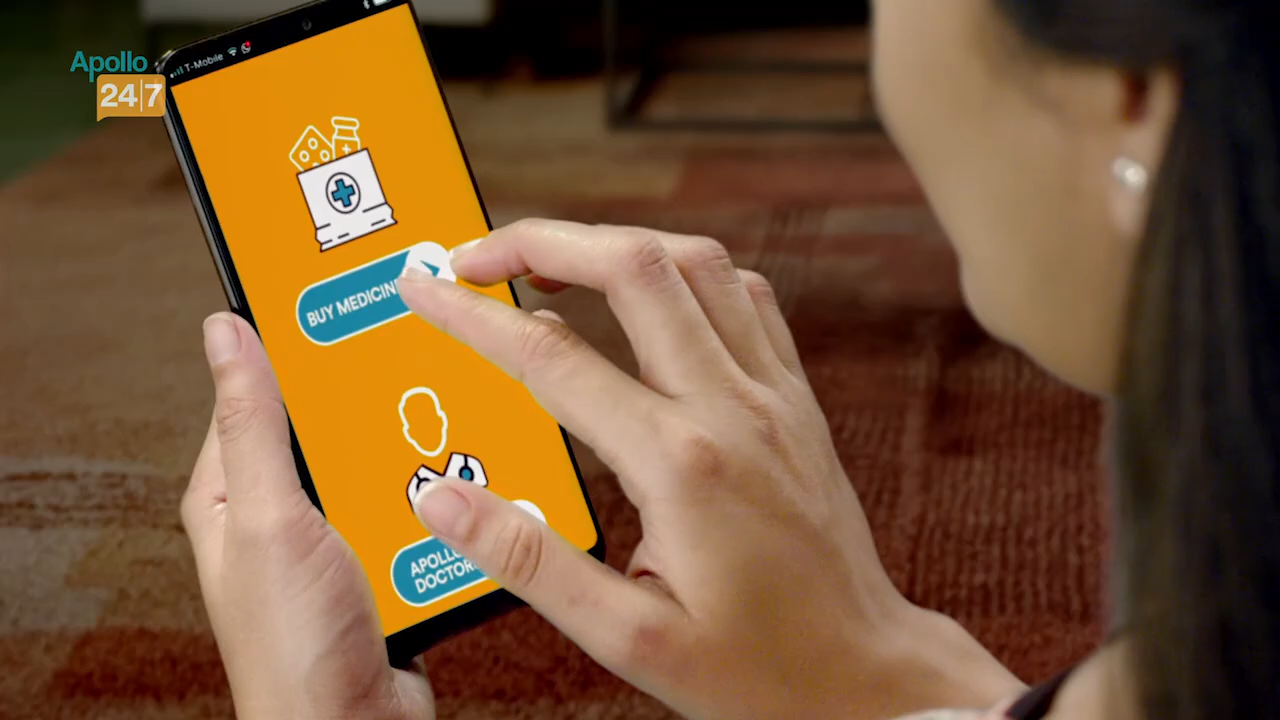 Apollo
24|7
T-Mobile
BUY MEDICIN
APOLLO
DOCTOR